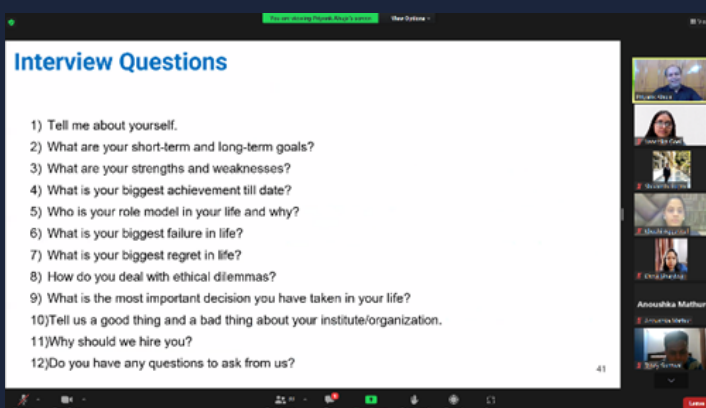 You are viewing Priyank Ahuja's screen View Options
Interview Questions
1) Tell me about yourself.
2) What are your short-term and long-term goals?
3) What are your strengths and weaknesses?
4) What is your biggest achievement till date?
5) Who is your role model in your life and why?
6) What is your biggest failure in life?
7) What is your biggest regret in life?
8) How do you deal with ethical dilemmas?
9) What is the most important decision you have taken in your life?
10)Tell us a good thing and a bad thing about your institute/organization.
11)Why should we hire you?
12)Do you have any questions to ask from us?
41
Priyank Ahuja
Anoushka Mathur
Anoushka Mathur
Leave